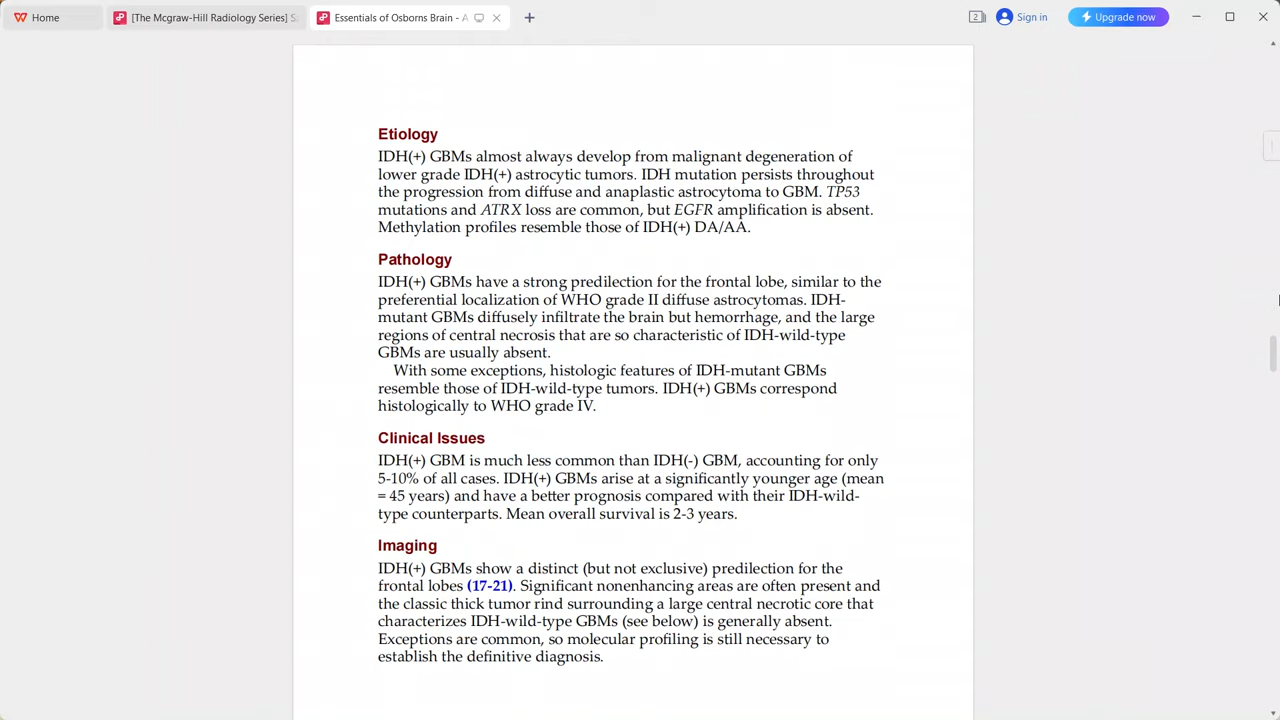 Home
[The Mcgraw-Hill Radiology Series] S
Essentials of Osborns Brain - A
2
Sign in
Upgrade now
Etiology
IDH(+) GBMs almost always develop from malignant degeneration of
lower grade IDH(+) astrocytic tumors. IDH mutation persists throughout
the progression from diffuse and anaplastic astrocytoma to GBM. TP53
mutations and ATRX loss are common, but EGFR amplification is absent.
Methylation profiles resemble those of IDH(+) DA/AA.
Pathology
IDH(+) GBMs have a strong predilection for the frontal lobe, similar to the
preferential localization of WHO grade II diffuse astrocytomas. IDH-
mutant GBMs diffusely infiltrate the brain but hemorrhage, and the large
regions of central necrosis that are so characteristic of IDH-wild-type
GBMs are usually absent.
With some exceptions, histologic features of IDH-mutant GBMs
resemble those of IDH-wild-type tumors. IDH(+) GBMs correspond
histologically to WHO grade IV.
Clinical Issues
IDH(+) GBM is much less common than IDH(-) GBM, accounting for only
5-10% of all cases. IDH(+) GBMs arise at a significantly younger age (mean
= 45 years) and have a better prognosis compared with their IDH-wild-
type counterparts. Mean overall survival is 2-3 years.
Imaging
IDH(+) GBMs show a distinct (but not exclusive) predilection for the
frontal lobes (17-21). Significant nonenhancing areas are often present and
the classic thick tumor rind surrounding a large central necrotic core that
characterizes IDH-wild-type GBMs (see below) is generally absent.
Exceptions are common, so molecular profiling is still necessary to
establish the definitive diagnosis.